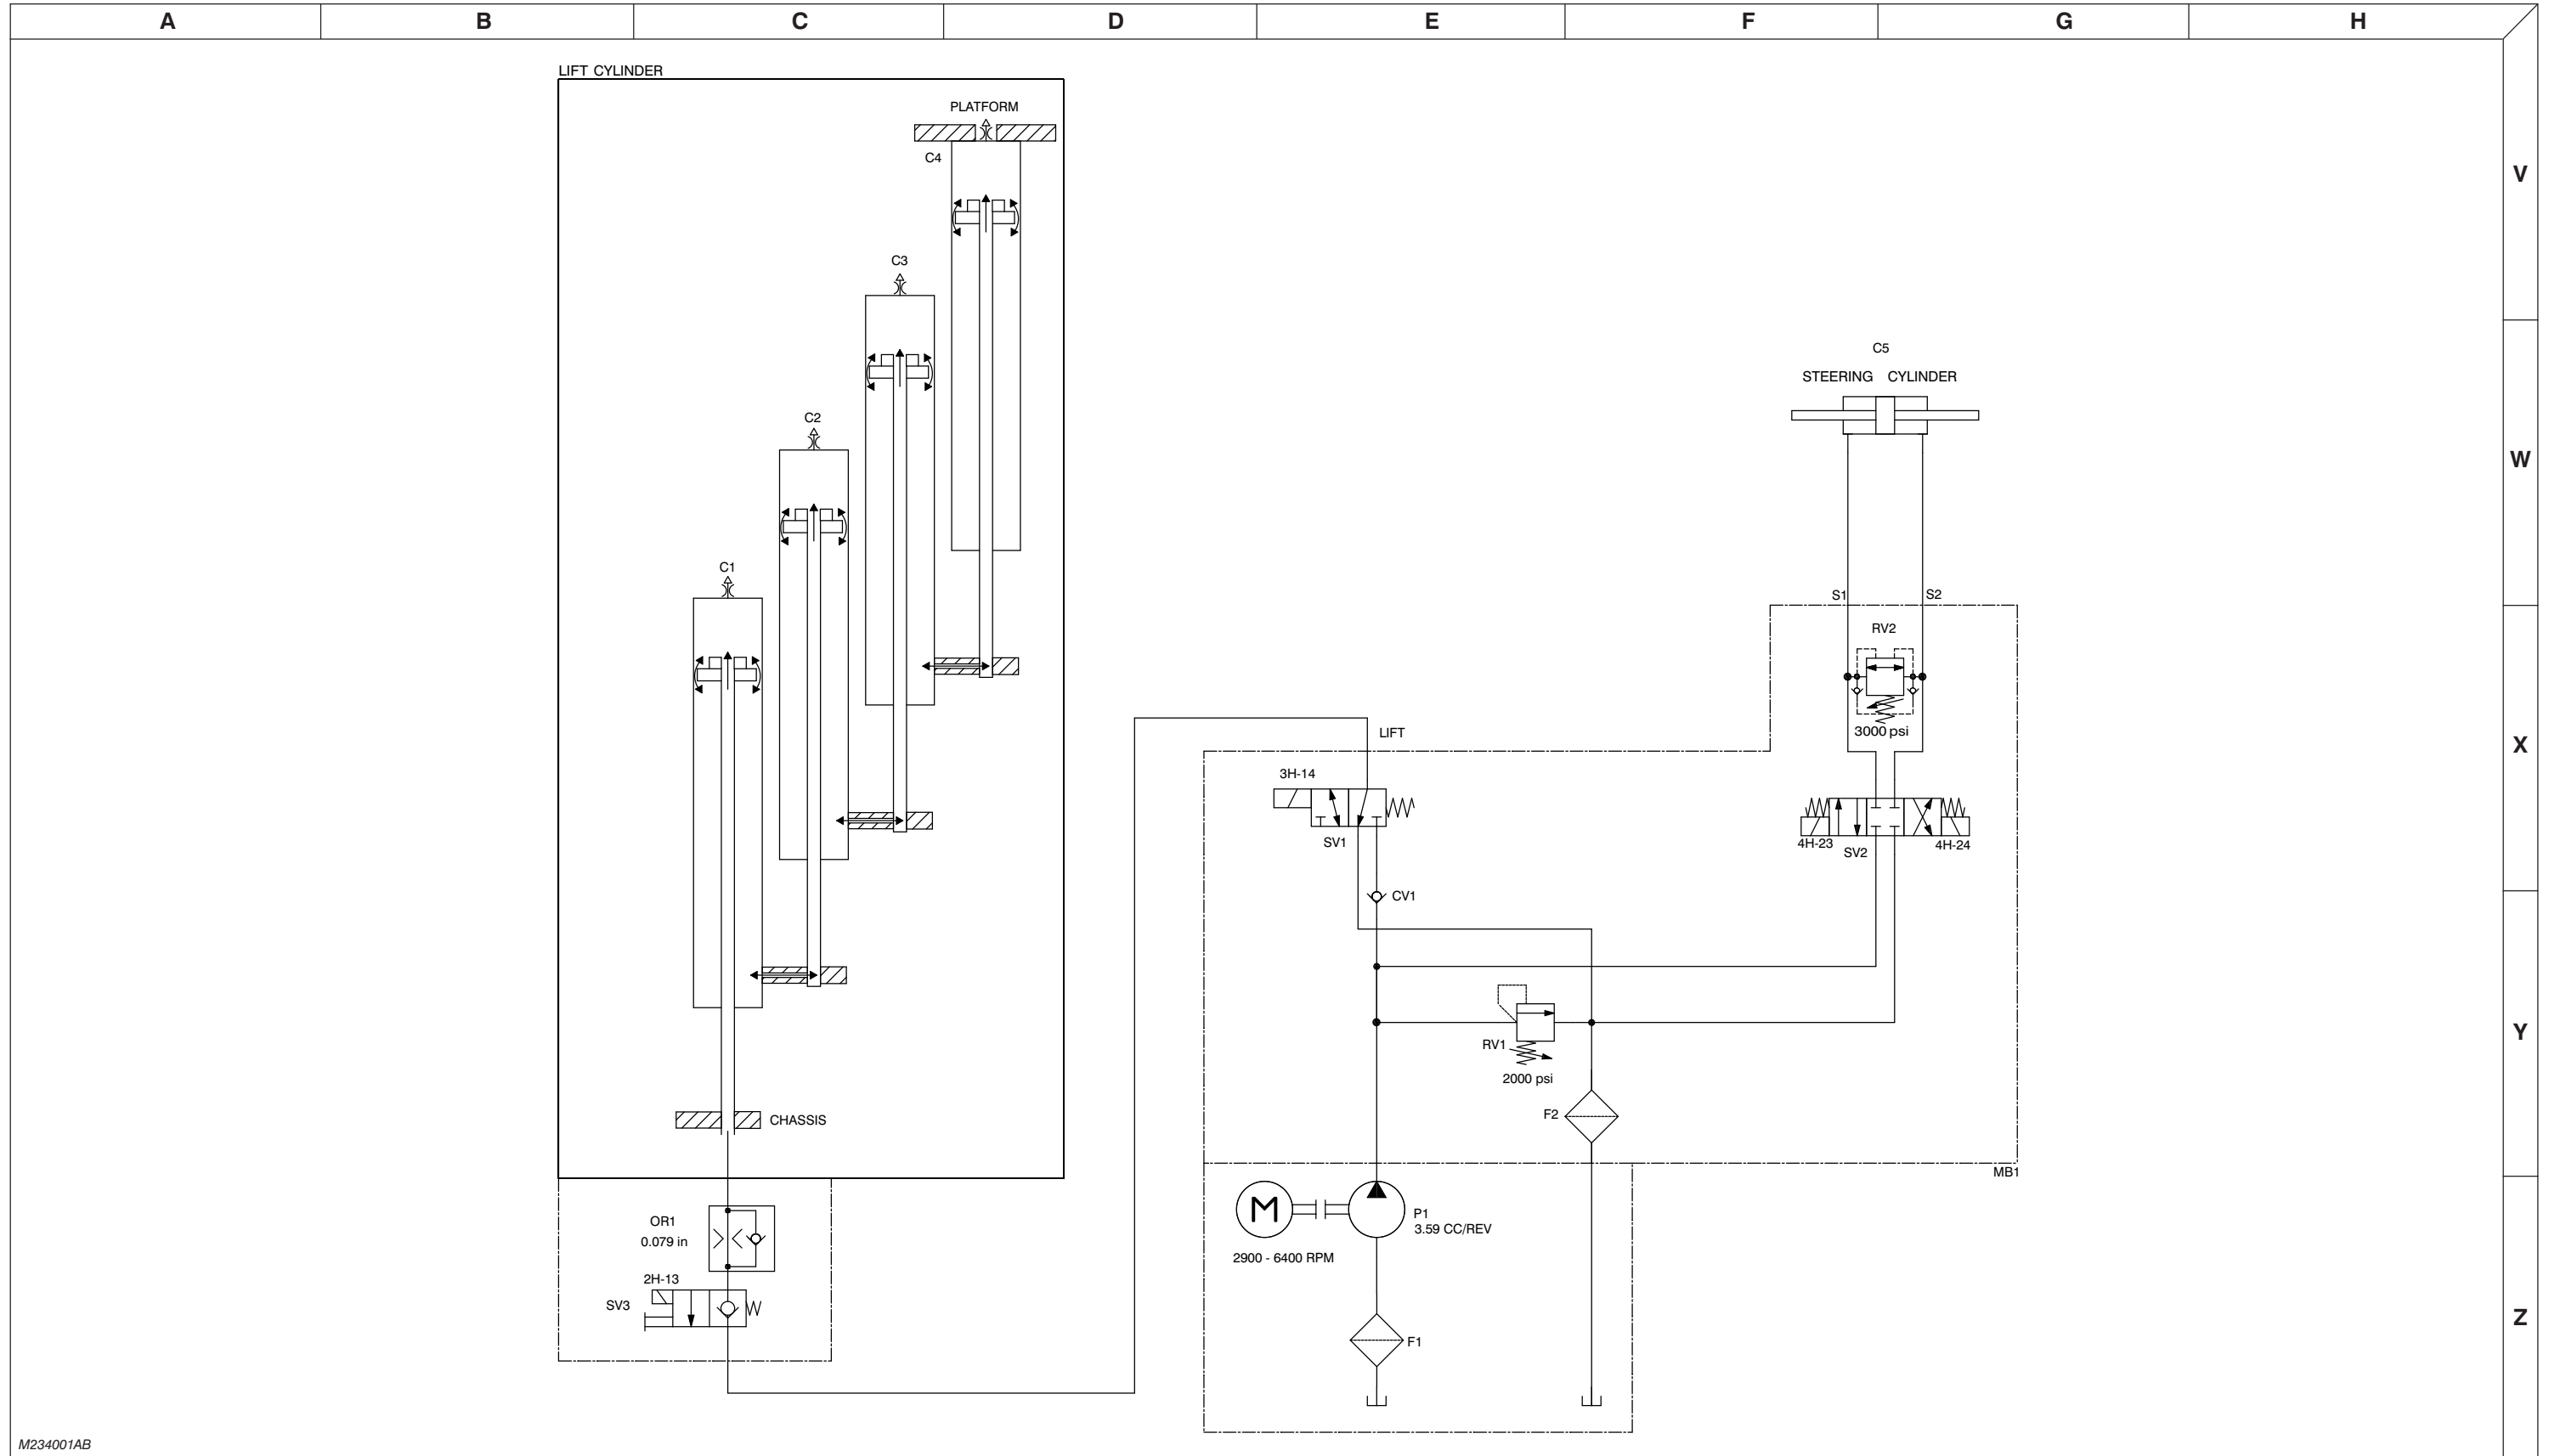 A B C D E F G H
LIFT CYLINDER
PLATFORM
C4
V
C3
C5
STEERING CYLINDER
C2
W
C1
S1 S2
RV2
3000 psi
LIFT
X
3H-14
SV1
4H-23
SV2
4H-24
CV1
RV1
2000 psi
Y
F2
CHASSIS
MB1
M
P1
3.59 CC/REV
2900 - 6400 RPM
OR1
0.079 in
2H-13
SV3
F1
Z
M234001AB